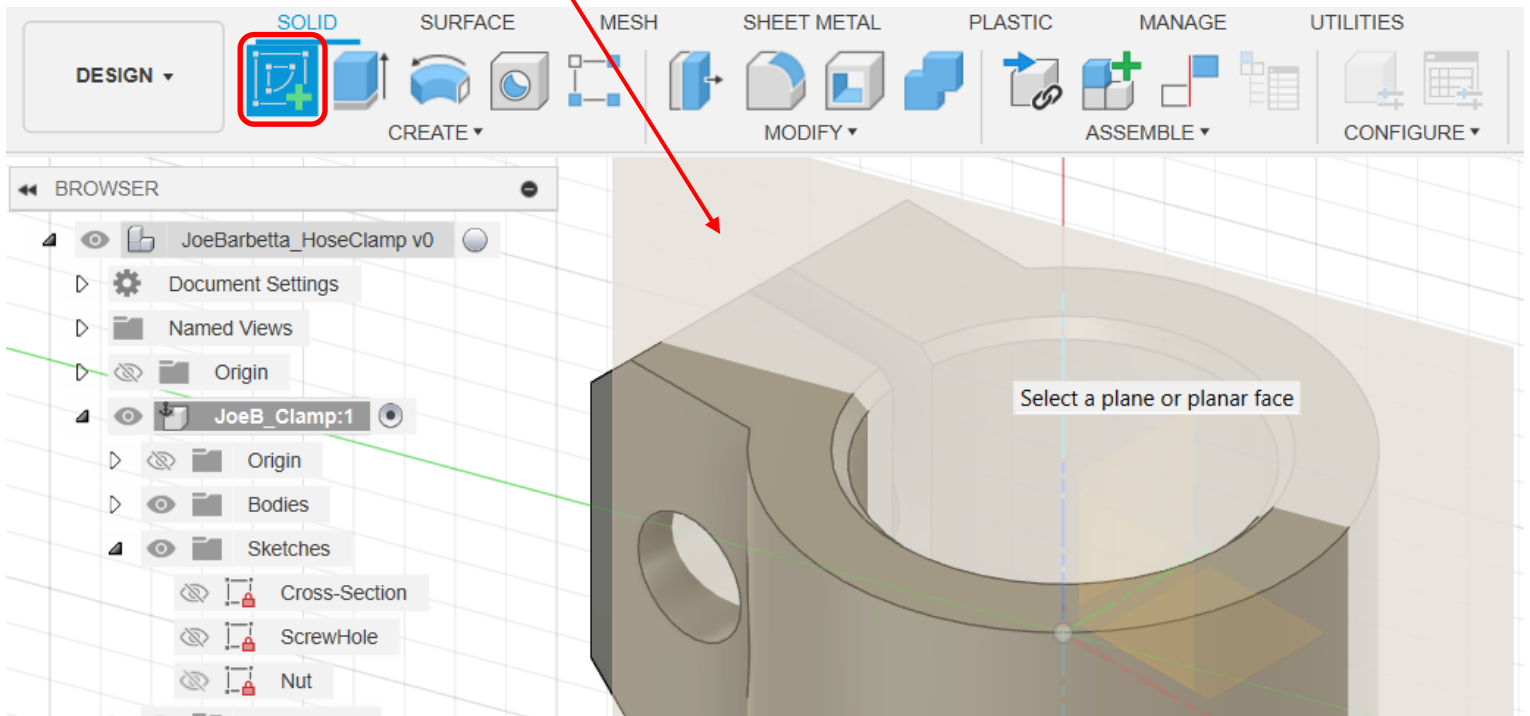 SOLID SURFACE MESH SHEET METAL PLASTIC MANAGE UTILITIES
DESIGN ▾
CREATE ▾ MODIFY ▾ ASSEMBLE ▾ CONFIGURE ▾
BROWSER
JoeBarbetta_HoseClamp v0
Document Settings
Named Views
Origin
JoeB_Clamp:1
Select a plane or planar face
Origin
Bodies
Sketches
Cross-Section
ScrewHole
Nut